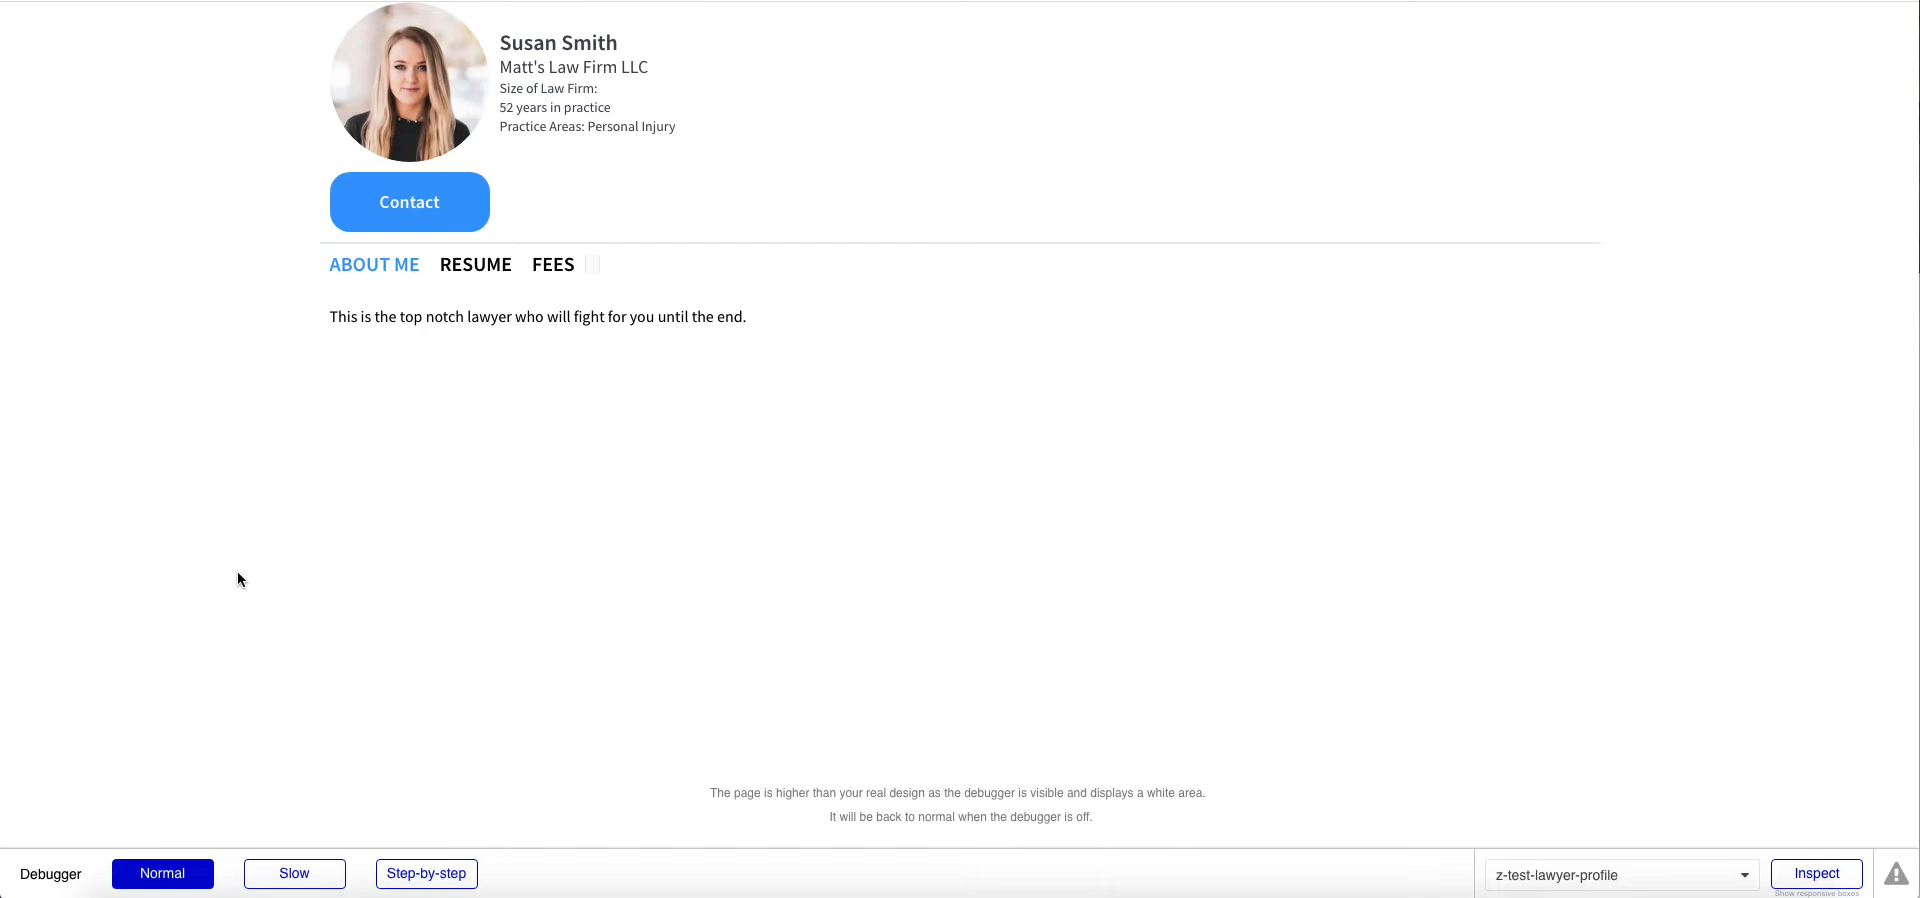 Susan Smith
Matt's Law Firm LLC
Size of Law Firm:
52 years in practice
Practice Areas: Personal Injury
Contact
ABOUT ME RESUME FEES
This is the top notch lawyer who will fight for you until the end.
The page is higher than your real design as the debugger is visible and displays a white area.
It will be back to normal when the debugger is off.
Debugger Normal Slow Step-by-step z-test-lawyer-profile Inspect
Show responsive boxes